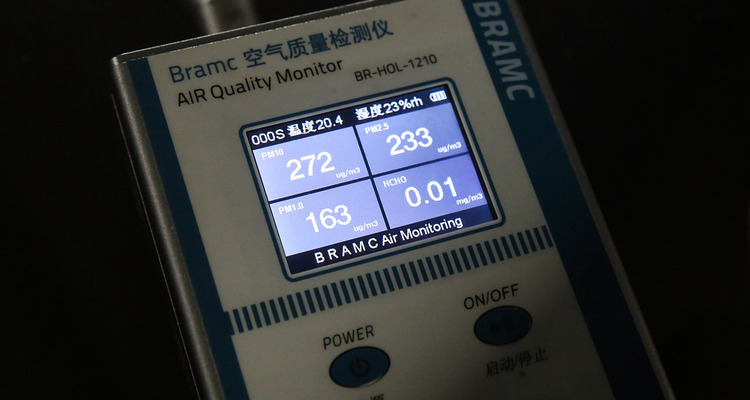 BRAMC
Bramc 空气质量检测仪
AIR Quality Monitor BR-HOL-1210
000S 温度20.4 湿度23%rh
PM10 272 ug/m3
PM2.5 233 ug/m3
PM1.0 163 ug/m3
HCHO 0.01 mg/m3
BRAMC Air Monitoring
POWER
ON/OFF
启动/停止